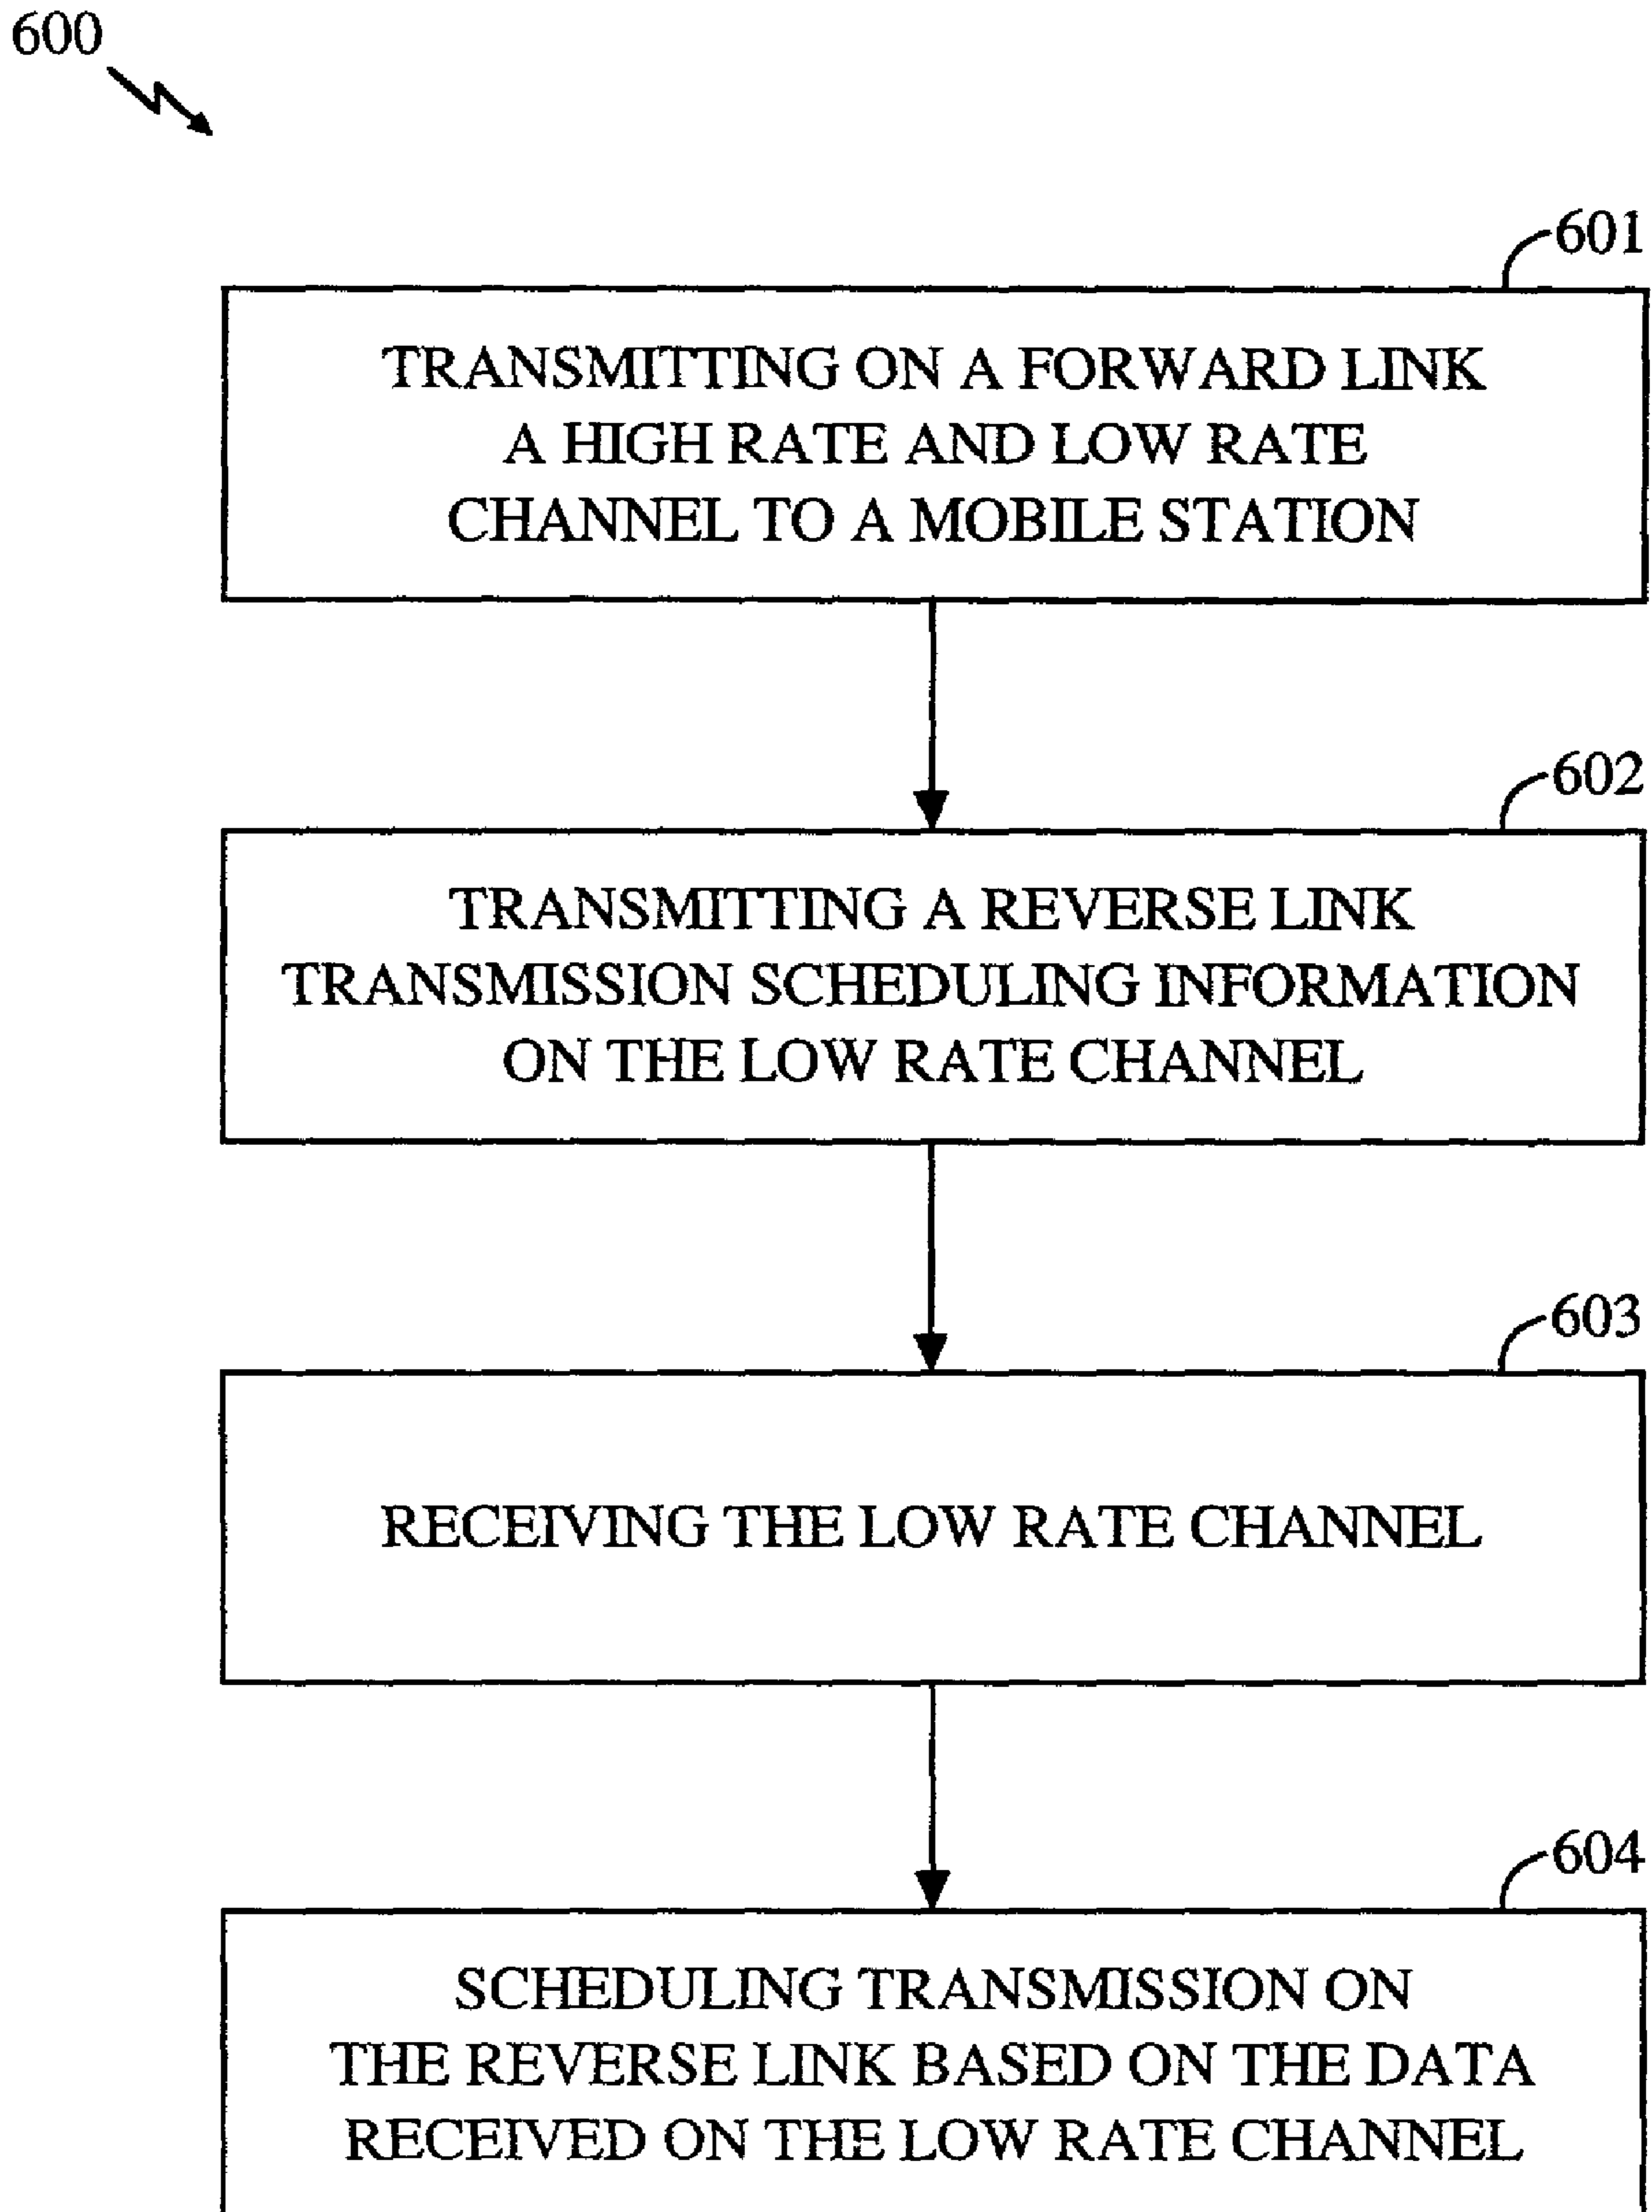 600
601
TRANSMITTING ON A FORWARD LINK
A HIGH RATE AND LOW RATE
CHANNEL TO A MOBILE STATION
602
TRANSMITTING A REVERSE LINK
TRANSMISSION SCHEDULING INFORMATION
ON THE LOW RATE CHANNEL
603
RECEIVING THE LOW RATE CHANNEL
604
SCHEDULING TRANSMISSION ON
THE REVERSE LINK BASED ON THE DATA
RECEIVED ON THE LOW RATE CHANNEL